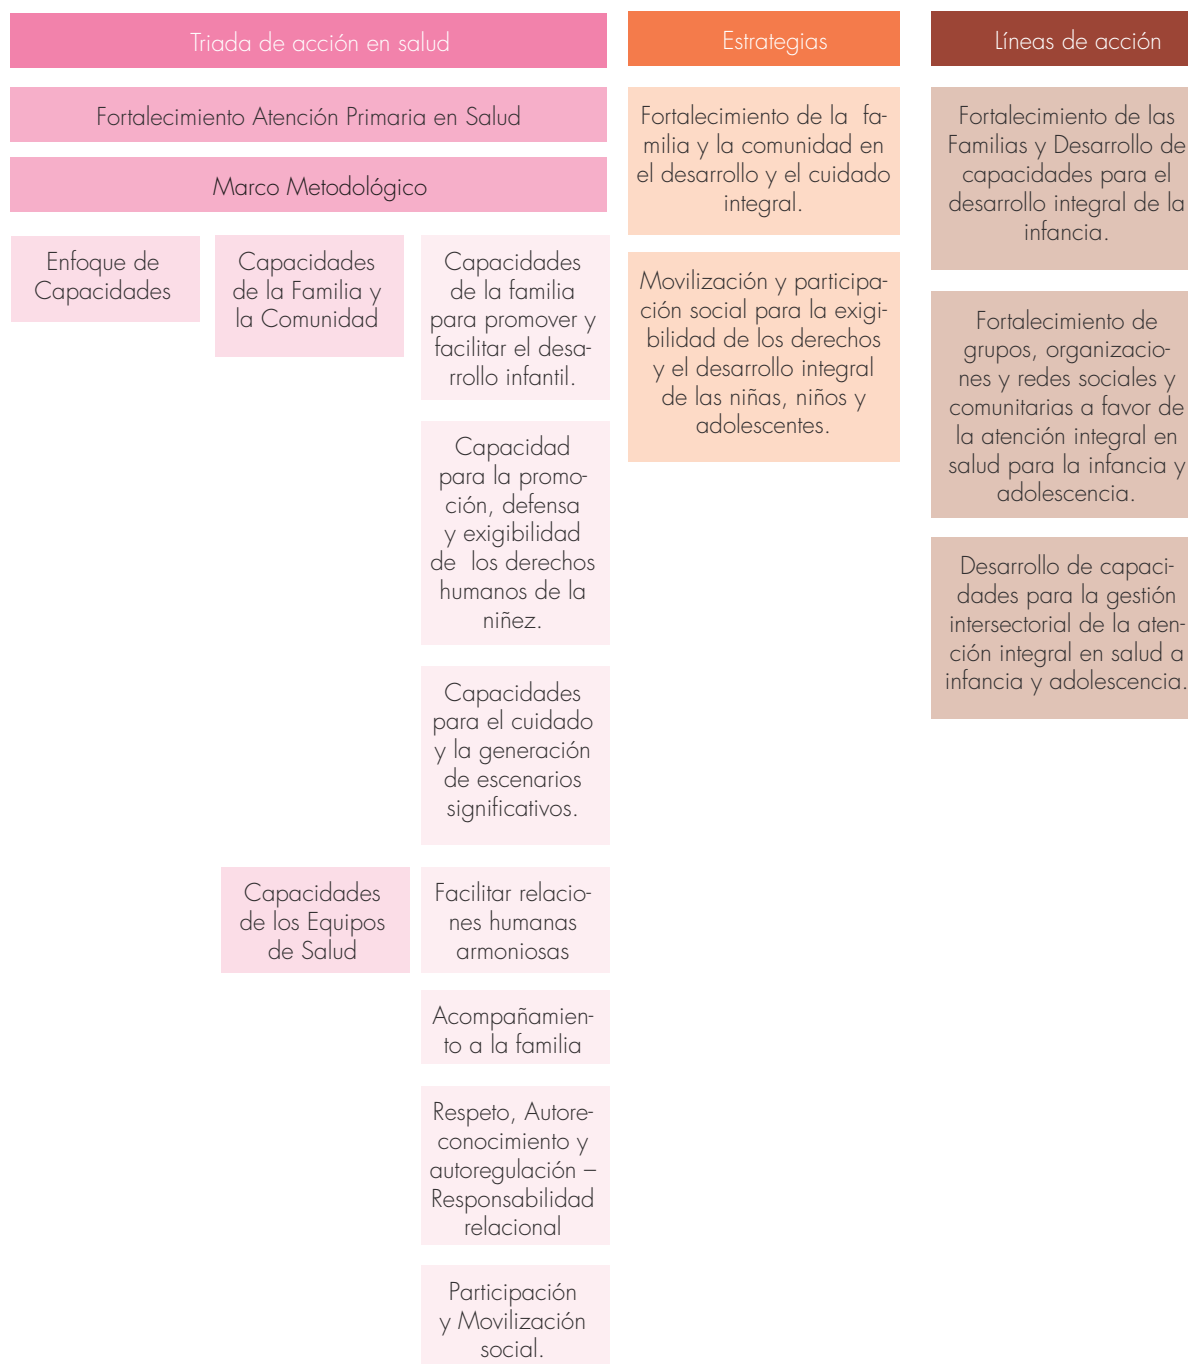 Triada de acción en salud
Fortalecimiento Atención Primaria en Salud
Marco Metodológico
Enfoque de
Capacidades
Capacidades
de la Familia y
la Comunidad
Capacidades
de la familia
para promover y
facilitar el desa-
rrollo infantil.
Capacidad
para la promo-
ción, defensa
y exigibilidad
de los derechos
humanos de la
niñez.
Capacidades
para el cuidado
y la generación
de escenarios
significativos.
Capacidades
de los Equipos
de Salud
Facilitar relacio-
nes humanas
armoniosas
Acompañamien-
to a la familia
Respeto, Autore-
conocimiento y
autoregulación –
Responsabilidad
relacional
Participación
y Movilización
social.
Estrategias
Fortalecimiento de la fa-
milia y la comunidad en
el desarrollo y el cuidado
integral.
Movilización y participa-
ción social para la exigi-
bilidad de los derechos
y el desarrollo integral
de las niñas, niños y
adolescentes.
Líneas de acción
Fortalecimiento de las
Familias y Desarrollo de
capacidades para el
desarrollo integral de la
infancia.
Fortalecimiento de
grupos, organizacio-
nes y redes sociales y
comunitarias a favor de
la atención integral en
salud para la infancia y
adolescencia.
Desarrollo de capaci-
dades para la gestión
intersectorial de la aten-
ción integral en salud a
infancia y adolescencia.